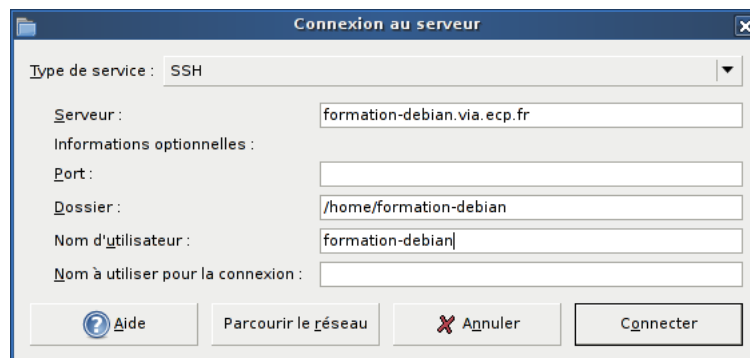 Connexion au serveur
Type de service : SSH
Serveur : formation-debian.via.ecp.fr
Informations optionnelles :
Port :
Dossier : /home/formation-debian
Nom d'utilisateur : formation-debian
Nom à utiliser pour la connexion :
Aide Parcourir le réseau Annuler Connecter